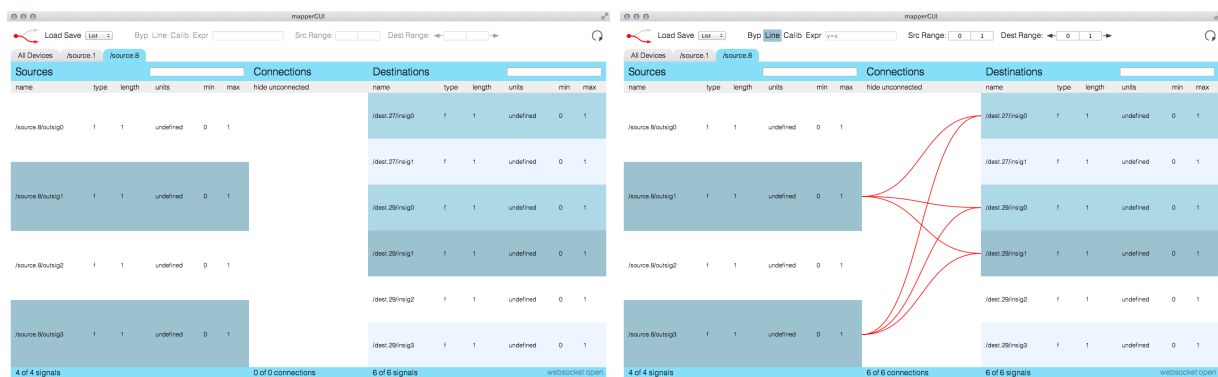 mapperGUI
Load Save List Byp Line Calib Expr Src Range: Dest Range:
All Devices /source.1 /source.8
Sources Connections Destinations
name type length units min max hide unconnected name type length units min max
/dest.27/insig0 f 1 undefined 0 1
/source.8/outsig0 f 1 undefined 0 1
/dest.27/insig1 f 1 undefined 0 1
/source.8/outsig1 f 1 undefined 0 1
/dest.29/insig0 f 1 undefined 0 1
/dest.29/insig1 f 1 undefined 0 1
/source.8/outsig2 f 1 undefined 0 1
/dest.29/insig2 f 1 undefined 0 1
/source.8/outsig3 f 1 undefined 0 1
/dest.29/insig3 f 1 undefined 0 1
4 of 4 signals 0 of 0 connections 6 of 6 signals websocket open
mapperGUI
Load Save List Byp Line Calib Expr y=x Src Range: 0 1 Dest Range: 0 1
All Devices /source.1 /source.8
Sources Connections Destinations
name type length units min max hide unconnected name type length units min max
/dest.27/insig0 f 1 undefined 0 1
/source.8/outsig0 f 1 undefined 0 1
/dest.27/insig1 f 1 undefined 0 1
/source.8/outsig1 f 1 undefined 0 1
/dest.29/insig0 f 1 undefined 0 1
/dest.29/insig1 f 1 undefined 0 1
/source.8/outsig2 f 1 undefined 0 1
/dest.29/insig2 f 1 undefined 0 1
/source.8/outsig3 f 1 undefined 0 1
/dest.29/insig3 f 1 undefined 0 1
4 of 4 signals 6 of 6 connections 6 of 6 signals websocket open